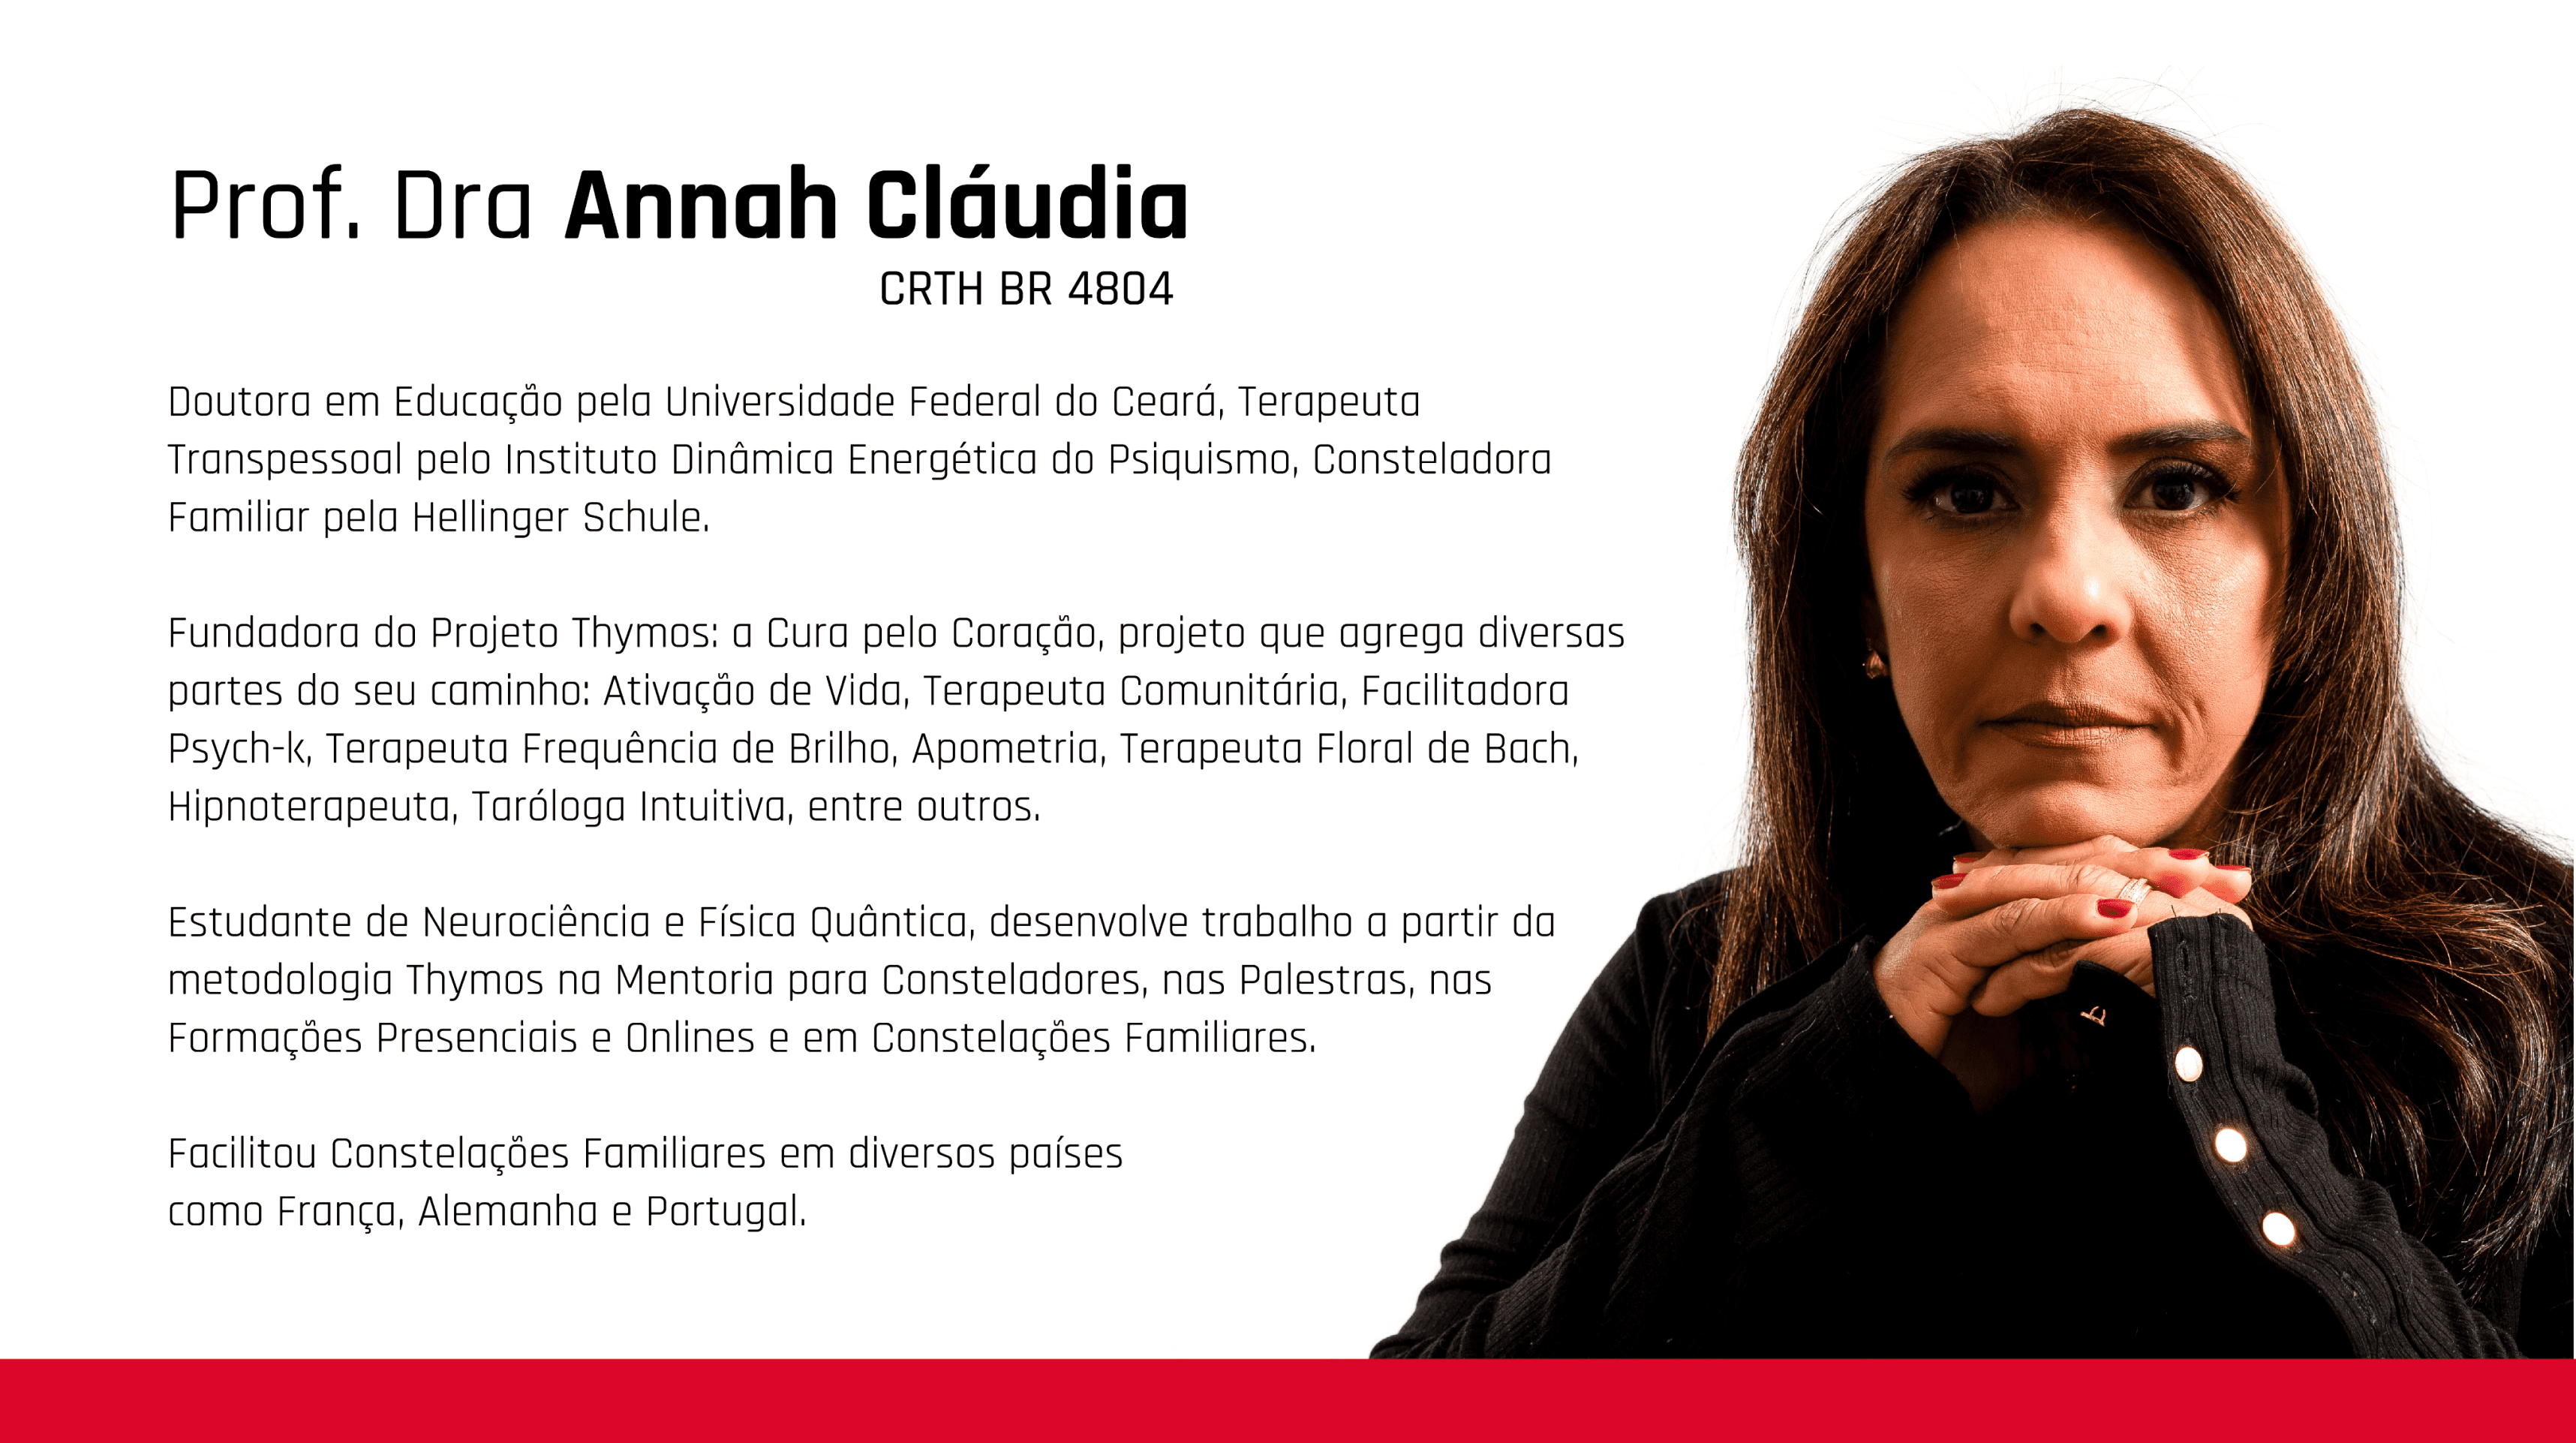 Prof. Dra Annah Cláudia
CRTH BR 4804
Doutora em Educação pela Universidade Federal do Ceará, Terapeuta
Transpessoal pelo Instituto Dinâmica Energética do Psiquismo, Consteladora
Familiar pela Hellinger Schule.
Fundadora do Projeto Thymos: a Cura pelo Coração, projeto que agrega diversas
partes do seu caminho: Ativação de Vida, Terapeuta Comunitária, Facilitadora
Psych-k, Terapeuta Frequência de Brilho, Apometria, Terapeuta Floral de Bach,
Hipnoterapeuta, Taróloga Intuitiva, entre outros.
Estudante de Neurociência e Física Quântica, desenvolve trabalho a partir da
metodologia Thymos na Mentoria para Consteladores, nas Palestras, nas
Formações Presenciais e Onlines e em Constelações Familiares.
Facilitou Constelações Familiares em diversos países
como França, Alemanha e Portugal.